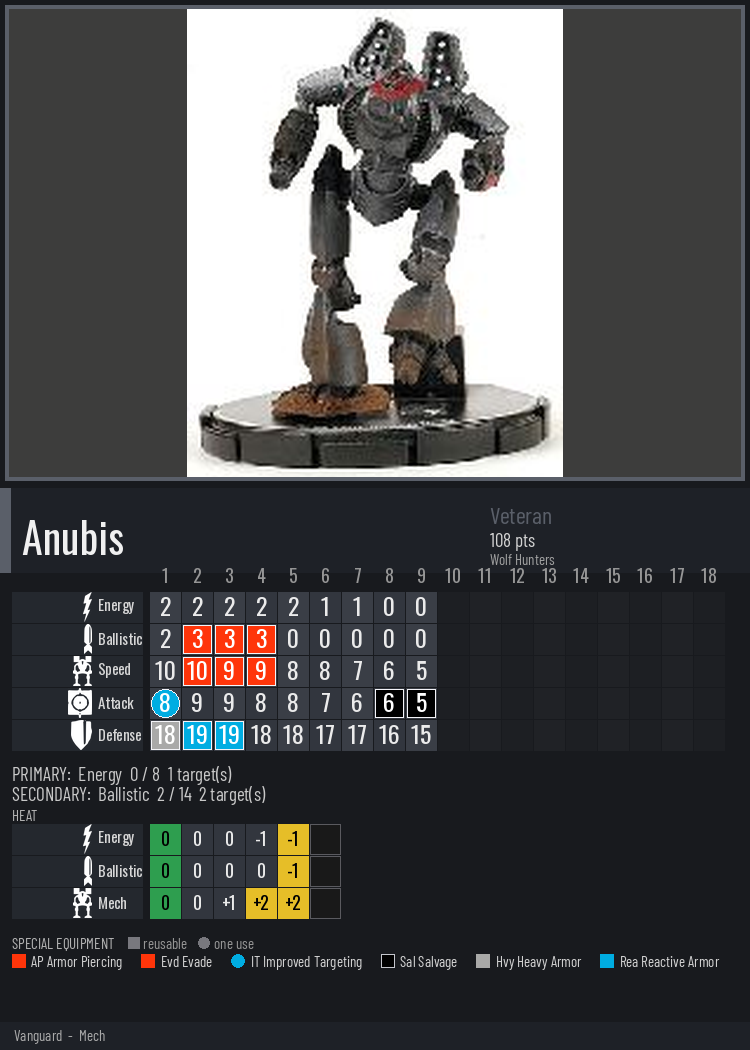 Anubis
Veteran
108 pts
Wolf Hunters
1 2 3 4 5 6 7 8 9 10 11 12 13 14 15 16 17 18
Energy 2 2 2 2 2 1 1 0 0
Ballistic 2 3 3 3 0 0 0 0 0
Speed 10 10 9 9 8 8 7 6 5
Attack 8 9 9 8 8 7 6 6 5
Defense 18 19 19 18 18 17 17 16 15
PRIMARY: Energy 0 / 8 1 target(s)
SECONDARY: Ballistic 2 / 14 2 target(s)
HEAT
Energy 0 0 0 -1 -1
Ballistic 0 0 0 0 -1
Mech 0 0 +1 +2 +2
SPECIAL EQUIPMENT reusable one use
AP Armor Piercing Evd Evade IT Improved Targeting Sal Salvage Hvy Heavy Armor Rea Reactive Armor
Vanguard - Mech